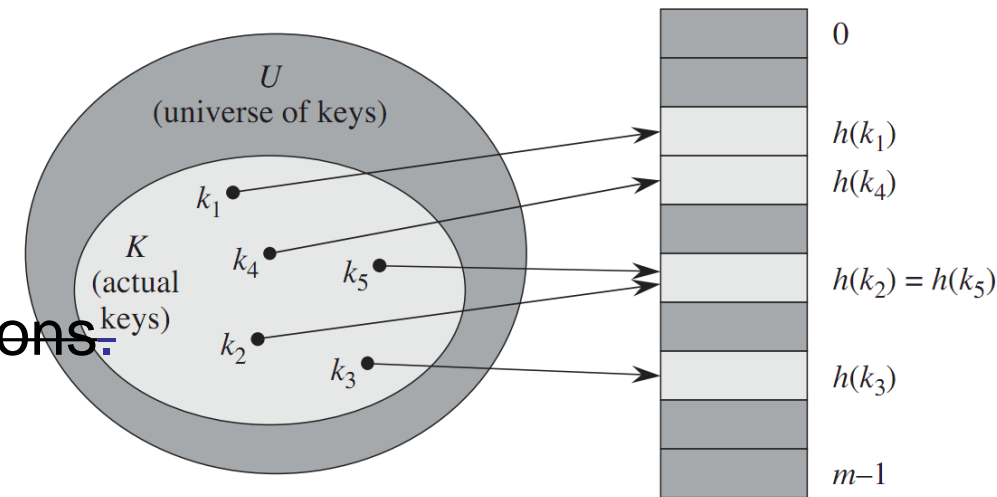 U
(universe of keys)
K
(actual
keys)
k1
k4
k5
k2
k3
0
h(k1)
h(k4)
h(k2) = h(k5)
h(k3)
m–1